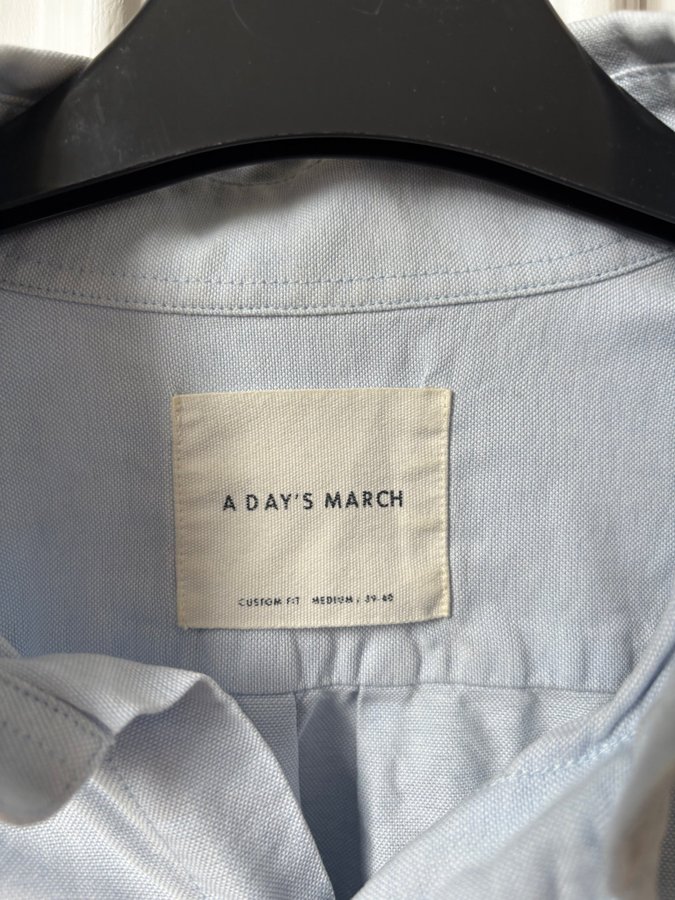 A DAY'S MARCH
CUSTOM FIT MEDIUM, 39-40